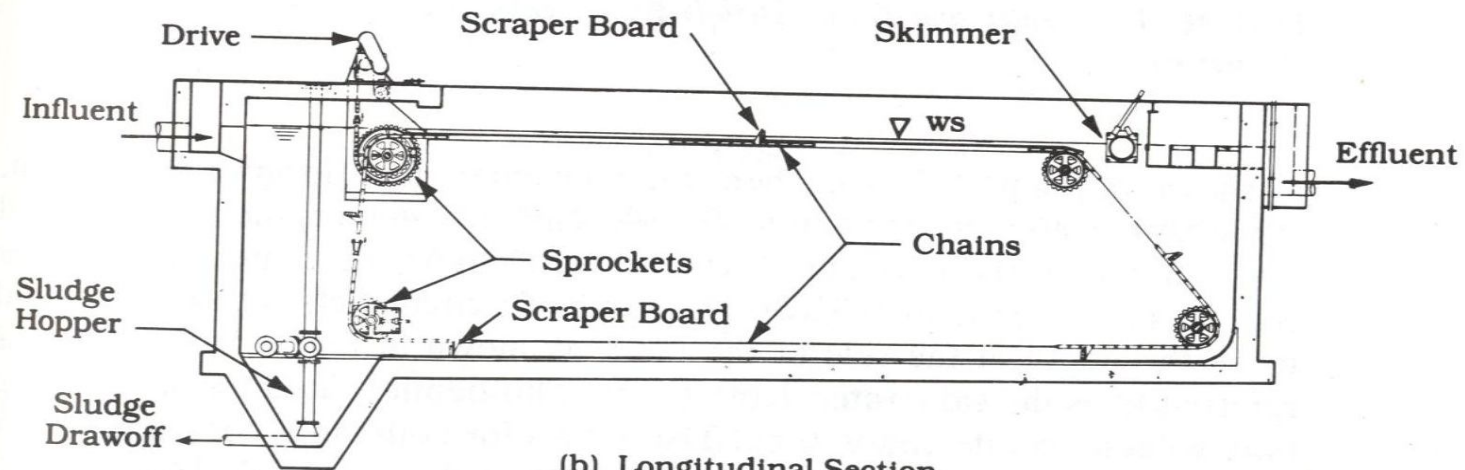 Drive
Scraper Board
Skimmer
Influent
WS
Effluent
Sprockets
Chains
Sludge
Hopper
Scraper Board
Sludge
Drawoff
(b) Longitudinal Section